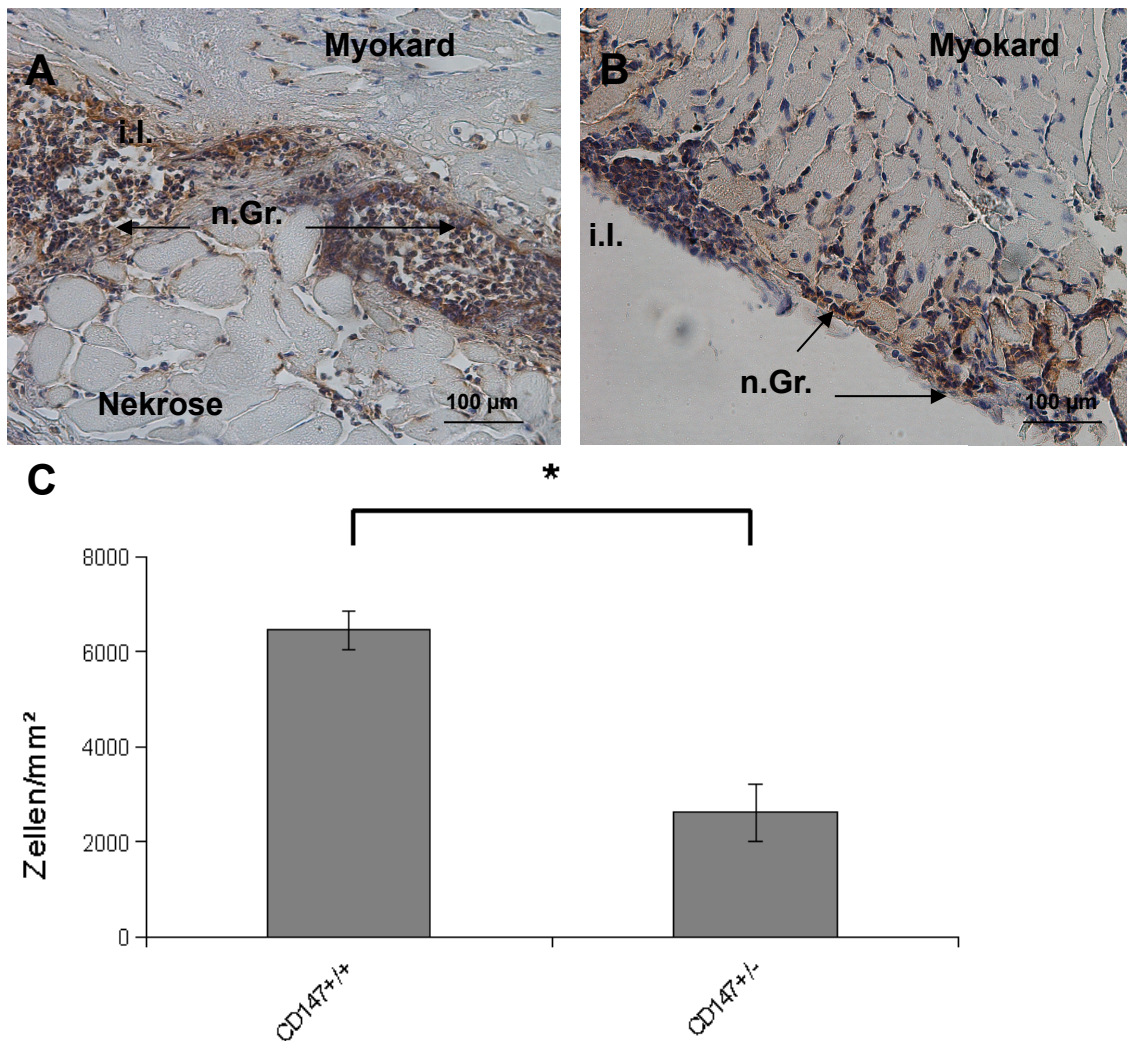 A
Myokard
i.l.
n.Gr.
Nekrose
100 µm
B
Myokard
i.l.
n.Gr.
100 µm
C
*
8000
6000
4000
2000
0
Zellen/mm²
CD147+/+
CD147+/-